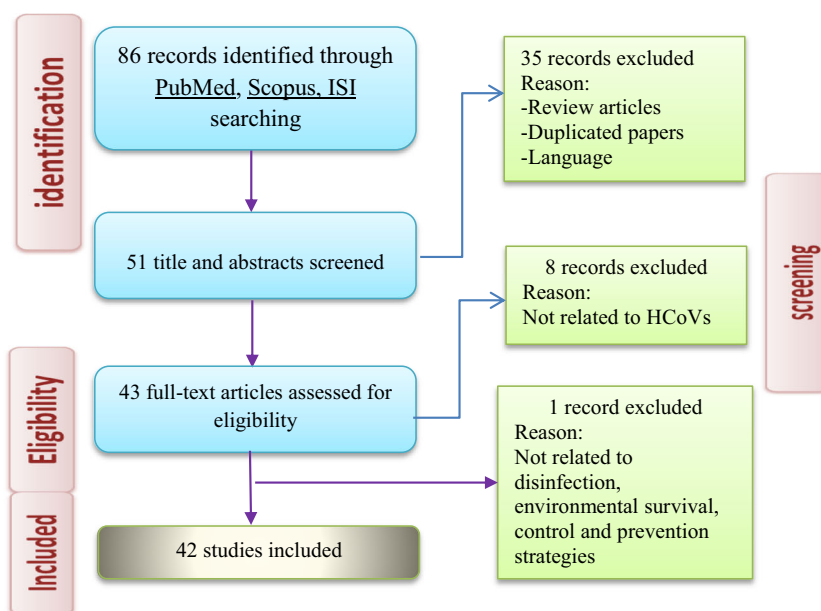 identification
86 records identified through
PubMed, Scopus, ISI
searching
35 records excluded
Reason:
-Review articles
-Duplicated papers
-Language
51 title and abstracts screened
screening
8 records excluded
Reason:
Not related to HCoVs
Eligibility
43 full-text articles assessed for
eligibility
1 record excluded
Reason:
Not related to
disinfection,
environmental survival,
control and prevention
strategies
Included
42 studies included